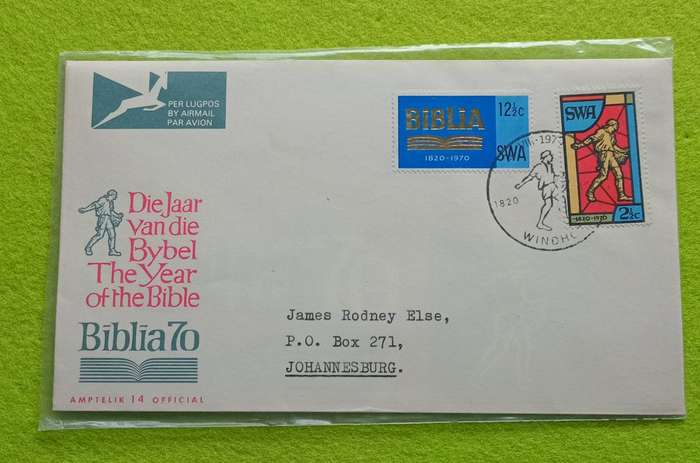 PER LUGPOS
BY AIRMAIL
PAR AVION
BIBLIA
12½c
1820-1970
SWA
SWA
1820-1970
2½c
1820
WINDH
Die Jaar
van die
Bybel
The Year
of the Bible
Biblia 70
AMPTELIK 14 OFFICIAL
James Rodney Else,
P.O. Box 271,
JOHANNESBURG.